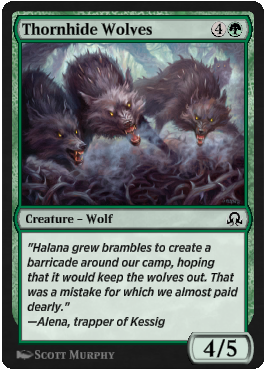 Thornhide Wolves 4
Creature – Wolf
"Halana grew brambles to create a
barricade around our camp, hoping
that it would keep the wolves out. That
was a mistake for which we almost paid
dearly."
—Alena, trapper of Kessig
Scott Murphy
4/5